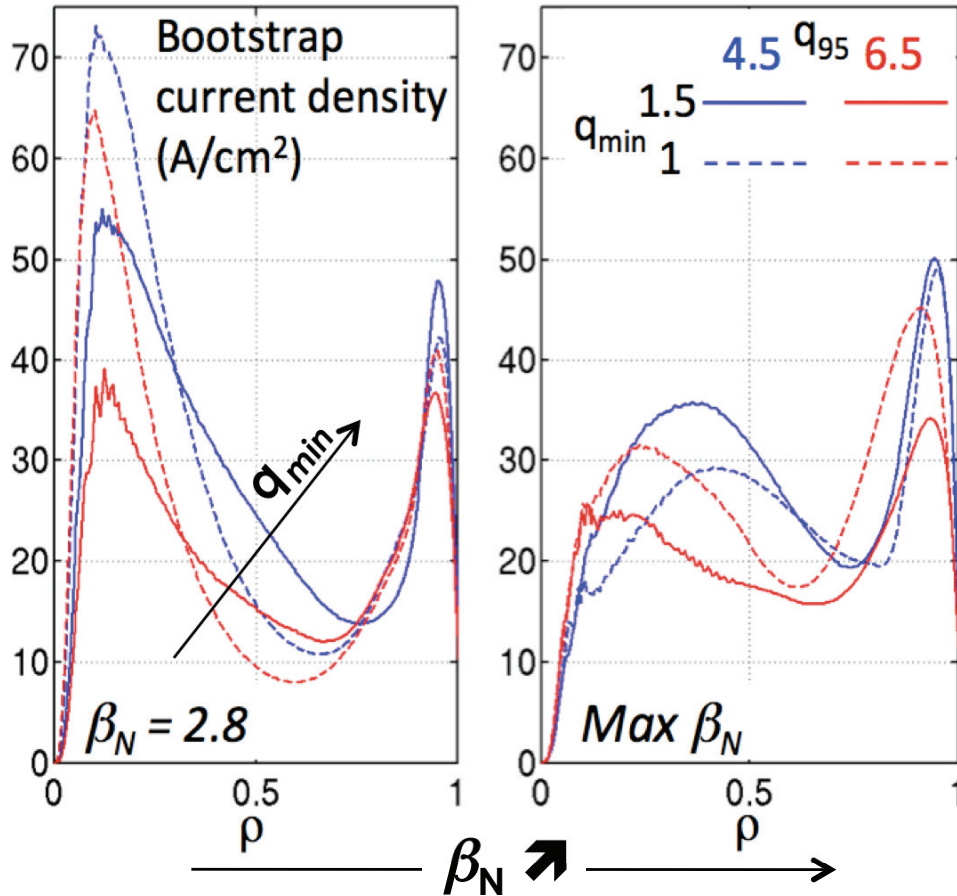 Bootstrap
current density
(A/cm²)
70
60
50
40
30
20
10
0
q_min
β_N = 2.8
0
0.5
1
ρ
q_95
4.5
6.5
q_min
1.5
1
70
60
50
40
30
20
10
0
Max β_N
0
0.5
1
ρ
β_N